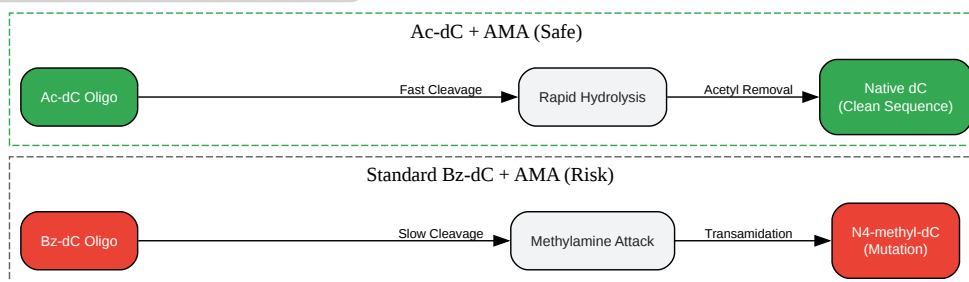 Ac-dC + AMA (Safe)
Ac-dC Oligo
Fast Cleavage
Rapid Hydrolysis
Acetyl Removal
Native dC
(Clean Sequence)
Standard Bz-dC + AMA (Risk)
Bz-dC Oligo
Slow Cleavage
Methylamine Attack
Transamidation
N4-methyl-dC
(Mutation)